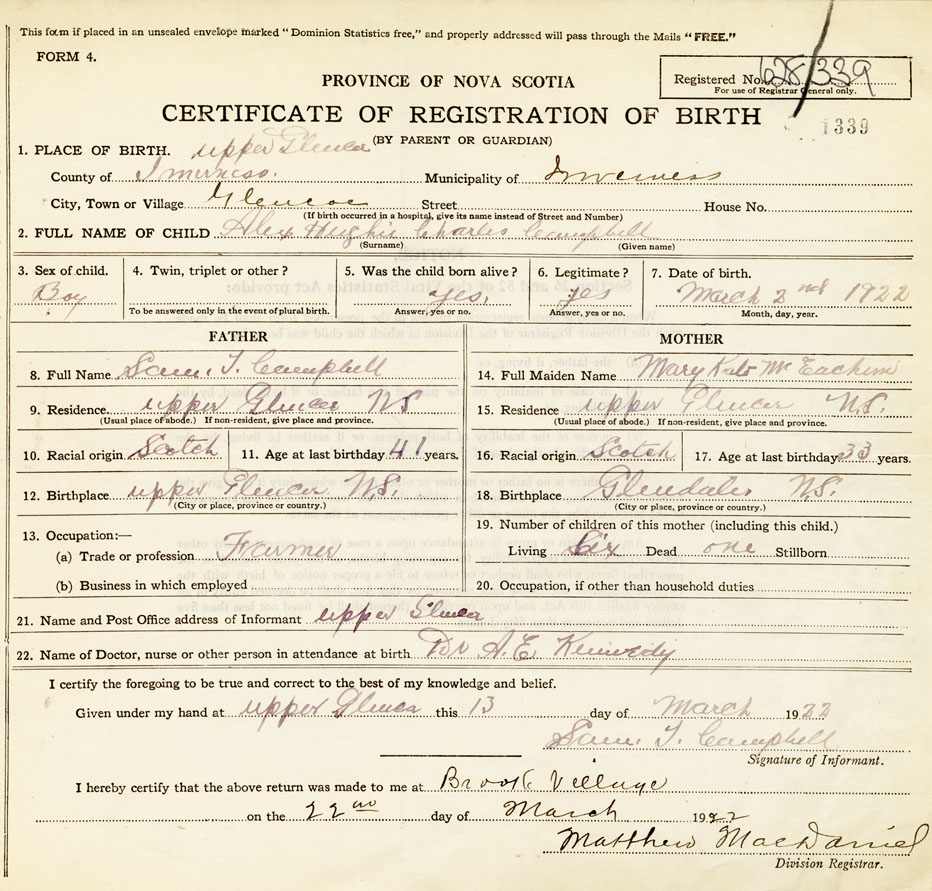 This form if placed in an unsealed envelope marked "Dominion Statistics free," and properly addressed will pass through the Mails "FREE."
FORM 4.
Registered No. 628/339
For use of Registrar General only.
PROVINCE OF NOVA SCOTIA
CERTIFICATE OF REGISTRATION OF BIRTH
1339
(BY PARENT OR GUARDIAN)
1. PLACE OF BIRTH. upper Glencoe
County of Inverness. Municipality of Inverness
City, Town or Village Glencoe Street House No.
(If birth occurred in a hospital, give its name instead of Street and Number)
2. FULL NAME OF CHILD Alex Hughie Charles Campbell
(Surname) (Given name)
3. Sex of child. 4. Twin, triplet or other? 5. Was the child born alive? 6. Legitimate? 7. Date of birth.
Boy yes, yes March 2nd 1922
To be answered only in the event of plural birth. Answer, yes or no. Answer, yes or no. Month, day, year.
FATHER MOTHER
8. Full Name Sam. T. Campbell 14. Full Maiden Name Mary Kate McEachern
9. Residence upper Glencoe NS 15. Residence upper Glencoe N.S.
(Usual place of abode.) If non-resident, give place and province. (Usual place of abode.) If non-resident, give place and province.
10. Racial origin Scotch 11. Age at last birthday 41 years. 16. Racial origin Scotch 17. Age at last birthday 33 years.
12. Birthplace upper Glencoe N.S. 18. Birthplace Glendale N.S.
(City or place, province or country.) (City or place, province or country.)
13. Occupation:— 19. Number of children of this mother (including this child.)
(a) Trade or profession Farmer Living Six Dead one Stillborn
(b) Business in which employed 20. Occupation, if other than household duties
21. Name and Post Office address of Informant upper Glencoe
22. Name of Doctor, nurse or other person in attendance at birth Dr A.E. Kennedy
I certify the foregoing to be true and correct to the best of my knowledge and belief.
Given under my hand at upper Glencoe this 13 day of March 1922
Sam. T. Campbell
Signature of Informant.
I hereby certify that the above return was made to me at Brook Village
on the 22nd day of March 1922
Matthew MacDaniel
Division Registrar.